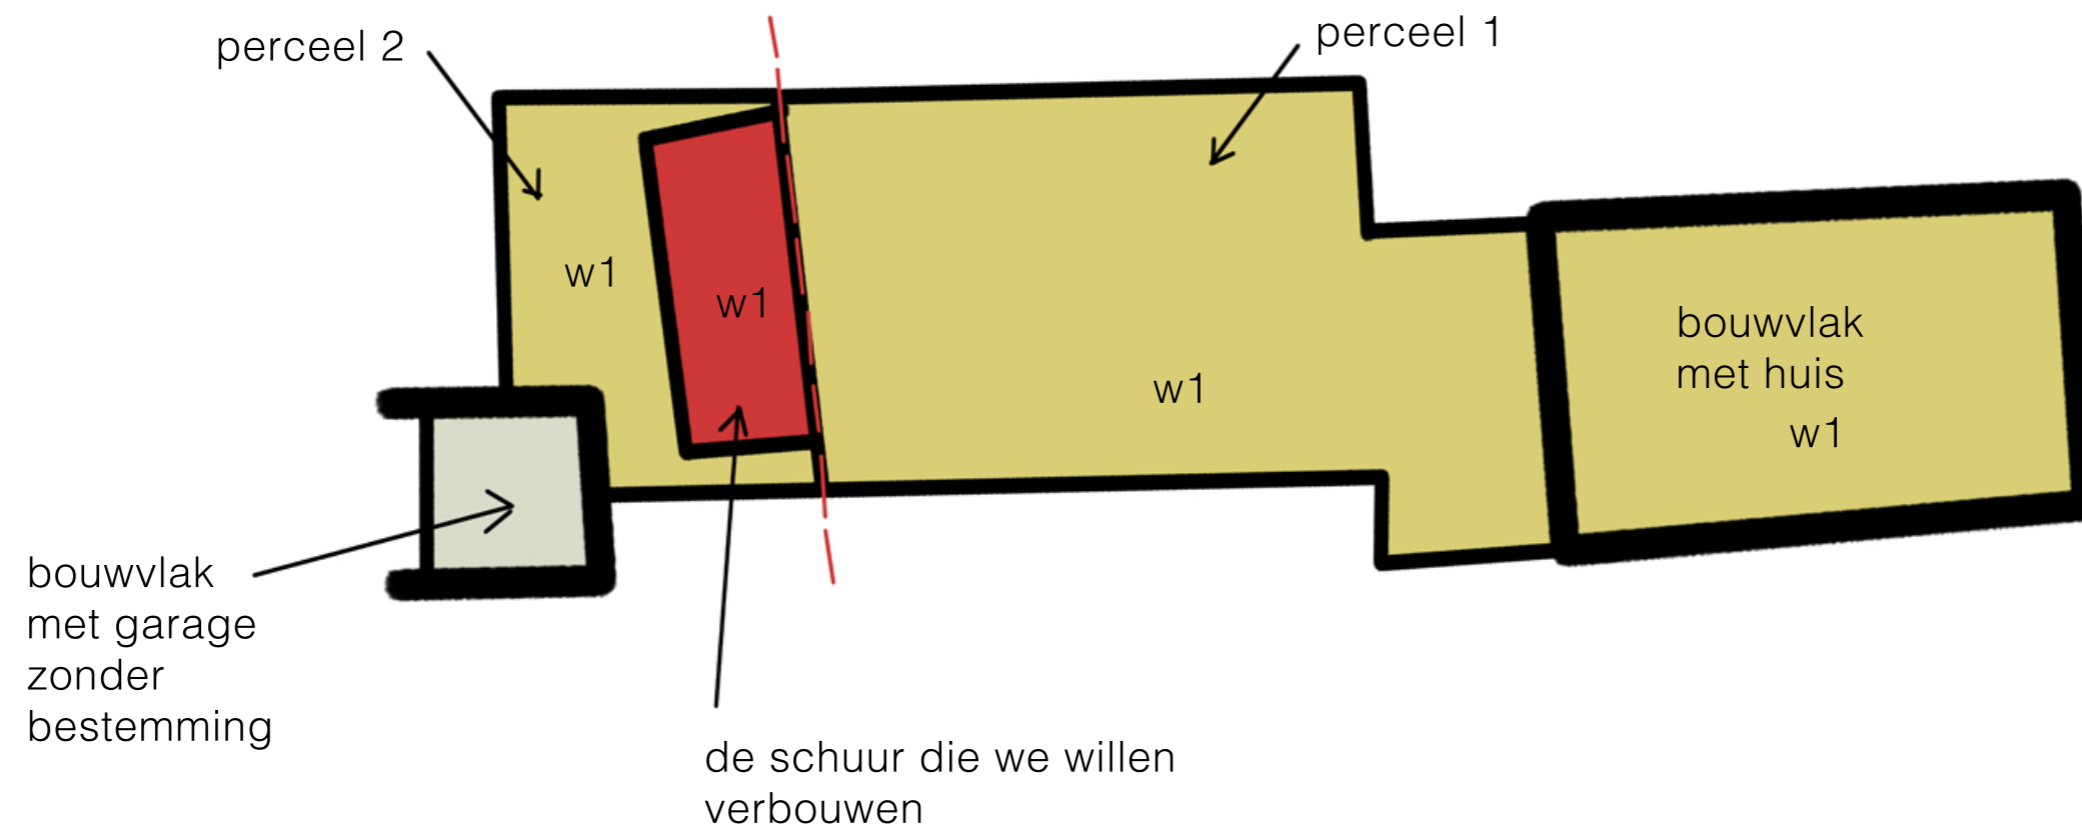 perceel 2
perceel 1
w1
w1
w1
bouwvlak
met huis
w1
bouwvlak
met garage
zonder
bestemming
de schuur die we willen
verbouwen